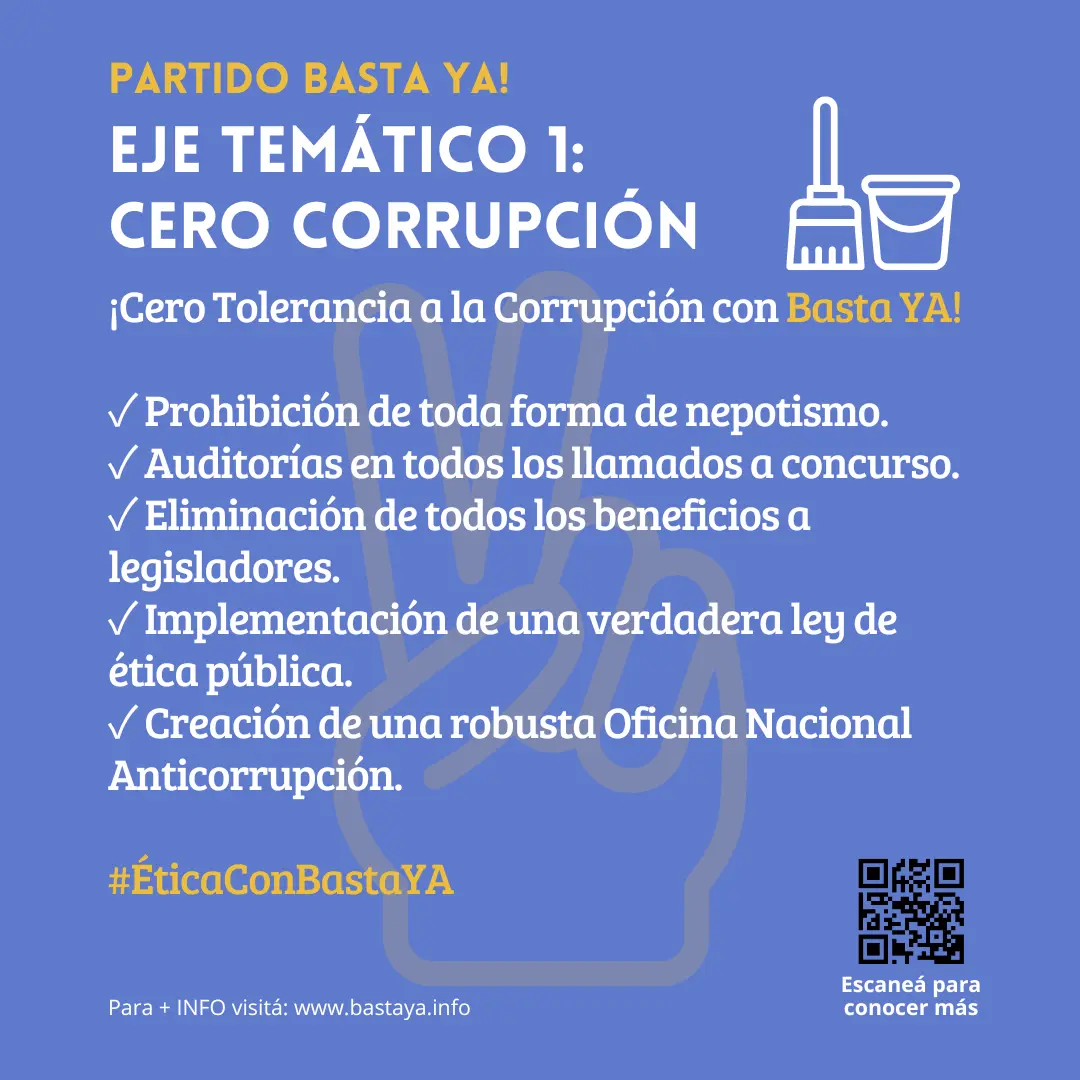 PARTIDO BASTA YA!
EJE TEMÁTICO 1:
CERO CORRUPCIÓN
¡Cero Tolerancia a la Corrupción con Basta YA!
✓ Prohibición de toda forma de nepotismo.
✓ Auditorías en todos los llamados a concurso.
✓ Eliminación de todos los beneficios a
legisladores.
✓ Implementación de una verdadera ley de
ética pública.
✓ Creación de una robusta Oficina Nacional
Anticorrupción.
#ÉticaConBastaYA
Escaneá para
conocer más
Para + INFO visitá: www.bastaya.info